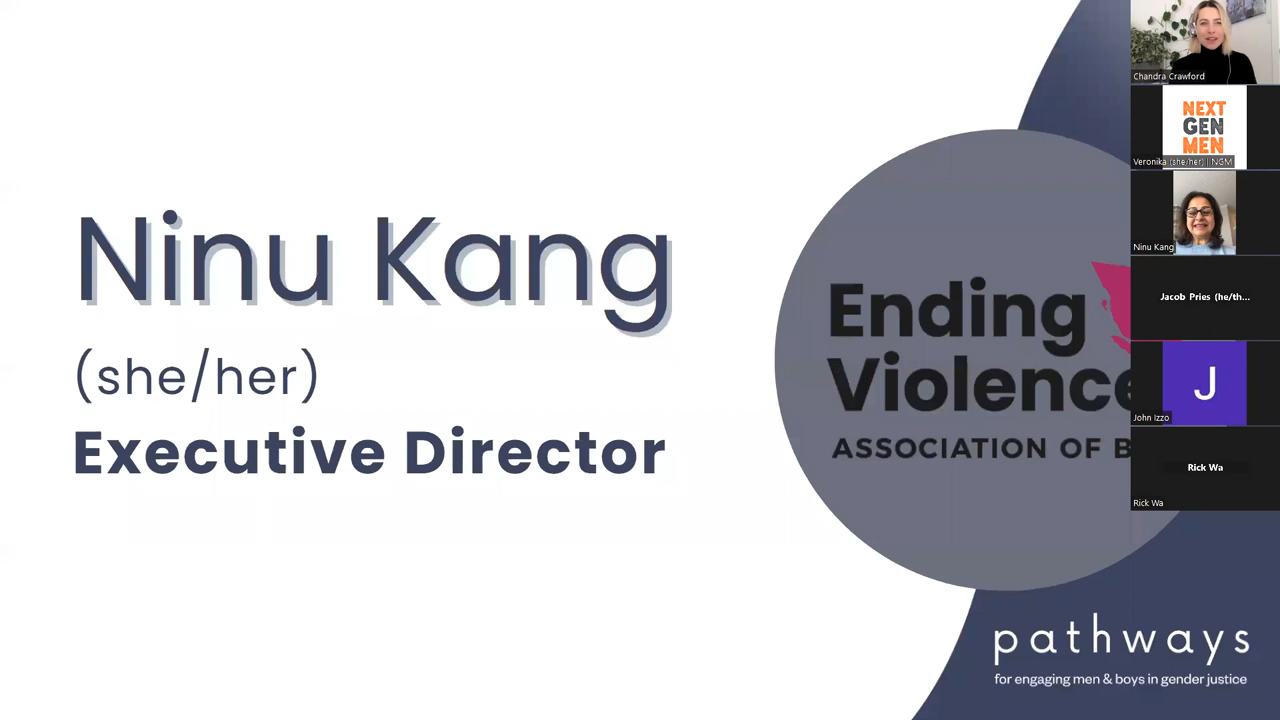 Ninu Kang
(she/her)
Executive Director
Ending
Violence
ASSOCIATION OF B
pathways
for engaging men & boys in gender justice
Chandra Crawford
NEXT
GEN
MEN
Veronika (she/her) | NGM
Ninu Kang
Jacob Pries (he/th...
J
John Izzo
Rick Wa
Rick Wa